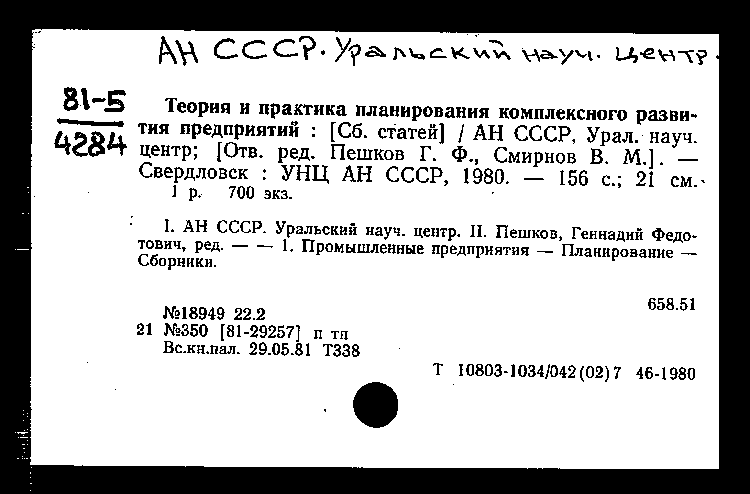 АН СССР. Уральский науч. центр.
81-5
4284
Теория и практика планирования комплексного разви-
тия предприятий : [Сб. статей] / АН СССР, Урал. науч.
центр; [Отв. ред. Пешков Г. Ф., Смирнов В. М.]. —
Свердловск : УНЦ АН СССР, 1980. — 156 с.; 21 см.
1 р. 700 экз.
I. АН СССР. Уральский науч. центр. II. Пешков, Геннадий Федо-
тович, ред. — — 1. Промышленные предприятия — Планирование —
Сборники.
658.51
№18949 22.2
21 №350 [81-29257] п тп
Вс.кн.пал. 29.05.81 Т338
Т 10803-1034/042(02)7 46-1980